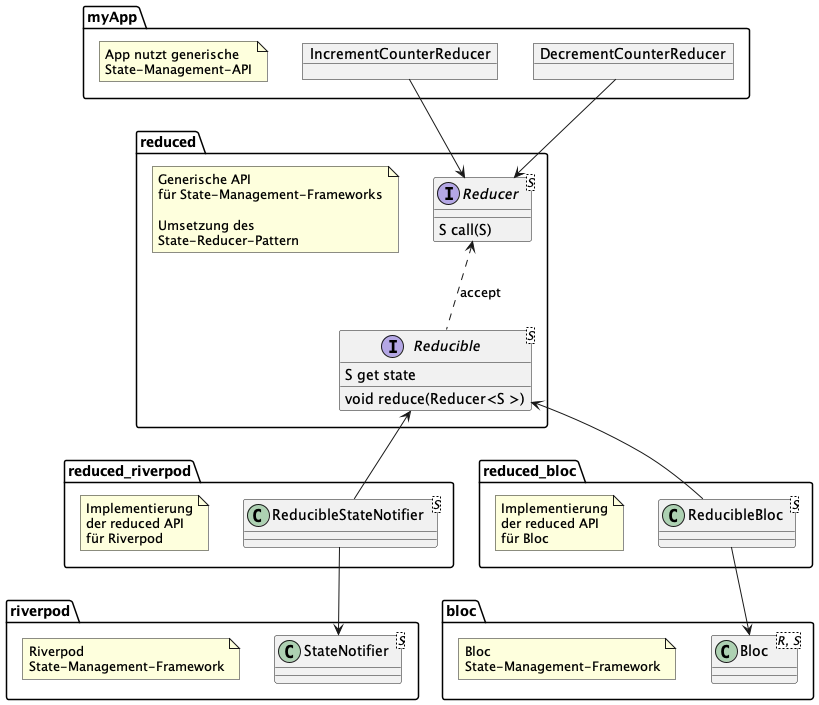 myApp
App nutzt generische
State-Management-API
IncrementCounterReducer
DecrementCounterReducer
reduced
Generische API
für State-Management-Frameworks
Umsetzung des
State-Reducer-Pattern
I Reducer S
S call(S)
accept
I Reducible S
S get state
void reduce(Reducer<S >)
reduced_riverpod
Implementierung
der reduced API
für Riverpod
C ReducibleStateNotifier S
reduced_bloc
Implementierung
der reduced API
für Bloc
C ReducibleBloc S
riverpod
Riverpod
State-Management-Framework
C StateNotifier S
bloc
Bloc
State-Management-Framework
C Bloc R, S